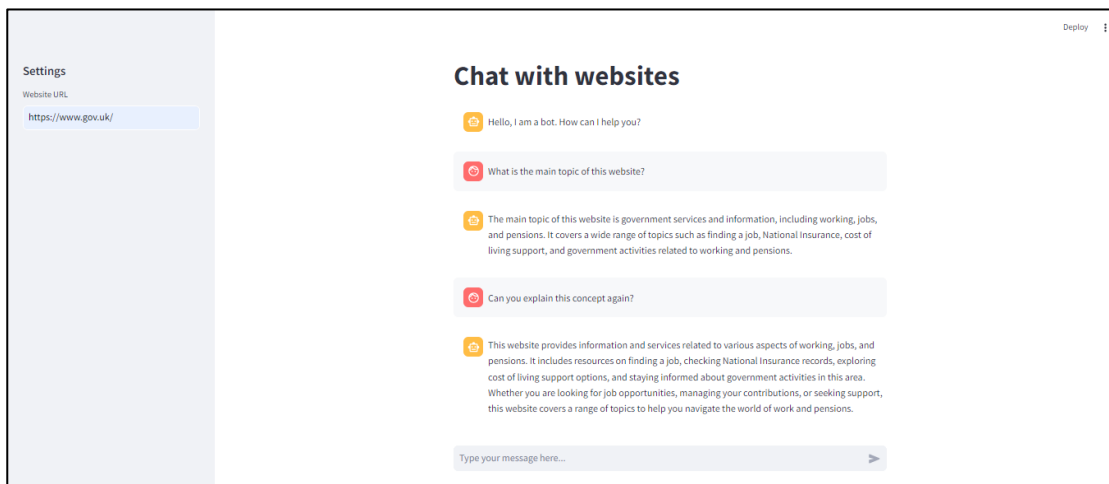 Deploy
Settings
Website URL
https://www.gov.uk/
Chat with websites
Hello, I am a bot. How can I help you?
What is the main topic of this website?
The main topic of this website is government services and information, including working, jobs,
and pensions. It covers a wide range of topics such as finding a job, National Insurance, cost of
living support, and government activities related to working and pensions.
Can you explain this concept again?
This website provides information and services related to various aspects of working, jobs, and
pensions. It includes resources on finding a job, checking National Insurance records, exploring
cost of living support options, and staying informed about government activities in this area.
Whether you are looking for job opportunities, managing your contributions, or seeking support,
this website covers a range of topics to help you navigate the world of work and pensions.
Type your message here...